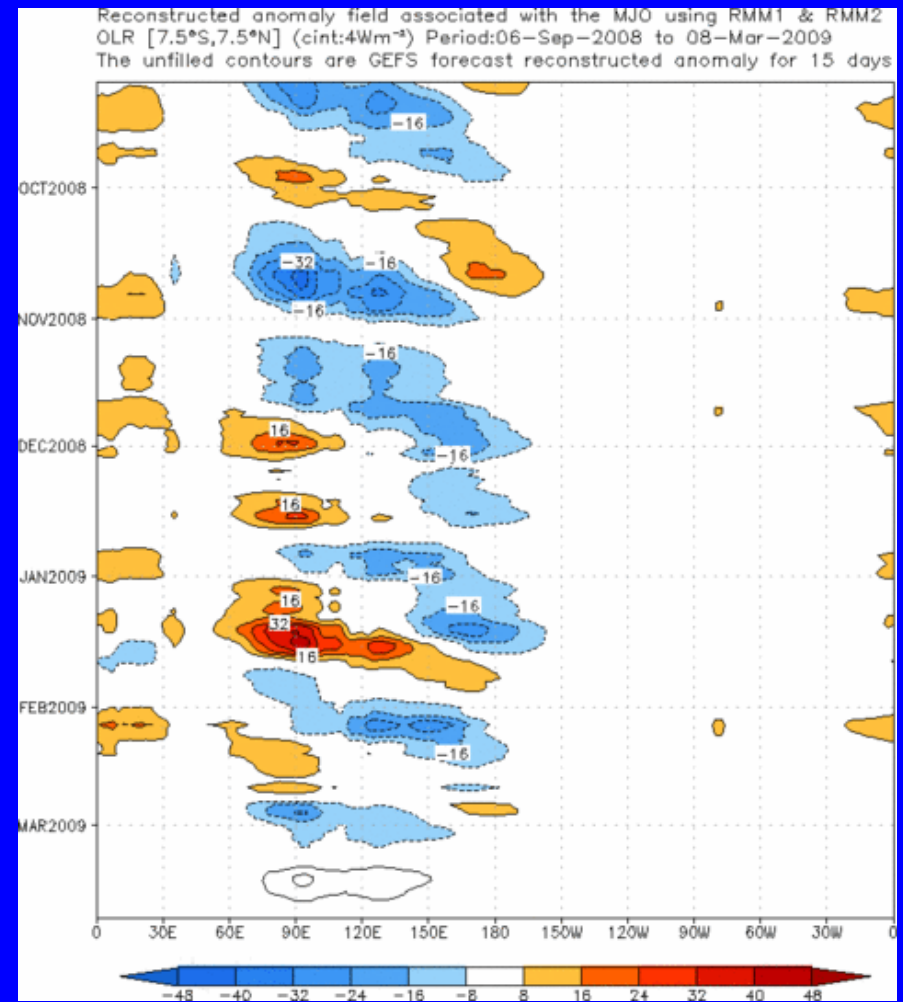 Reconstructed anomaly field associated with the MJO using RMM1 & RMM2
OLR [7.5°S,7.5°N] (cint:4Wm⁻²) Period:06-Sep-2008 to 08-Mar-2009
The unfilled contours are GEFS forecast reconstructed anomaly for 15 days
-16
OCT2008
-32
-16
-16
NOV2008
-16
16
DEC2008
-16
16
JAN2009
-16
16
-16
32
16
FEB2009
-16
MAR2009
0 30E 60E 90E 120E 150E 180 150W 120W 90W 60W 30W 0
-48 -40 -32 -24 -16 -8 8 16 24 32 40 48